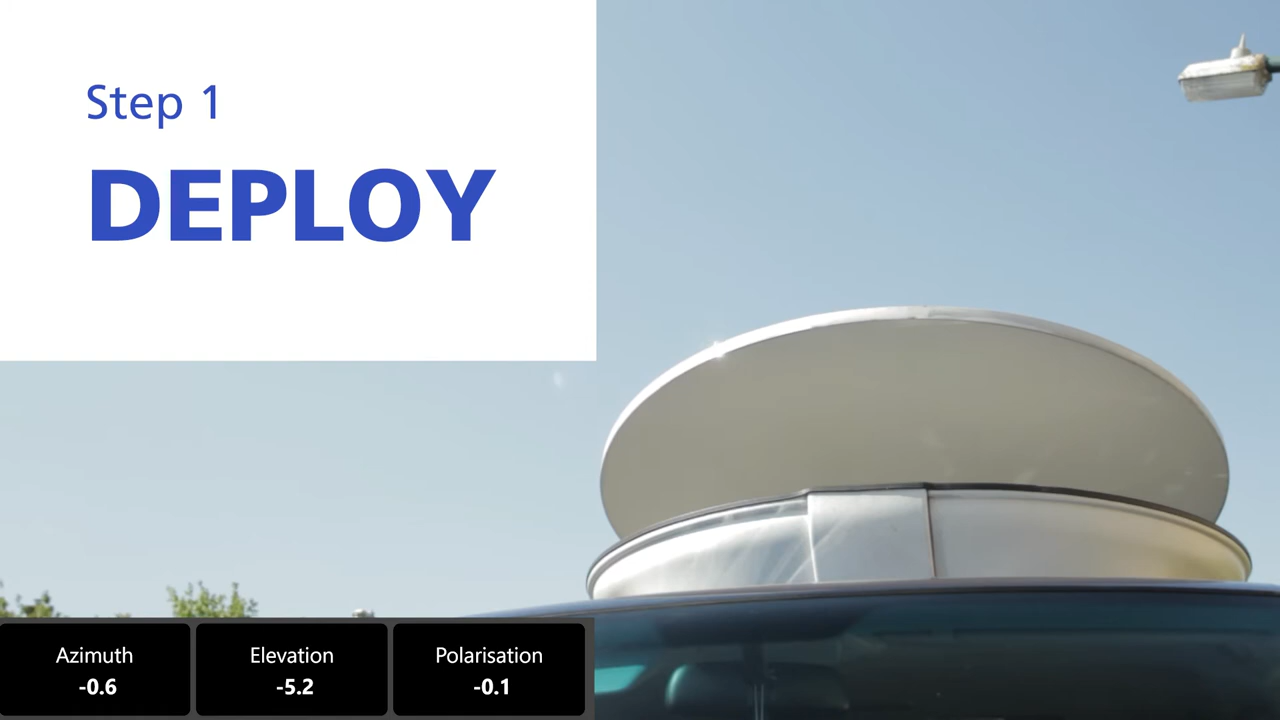 Step 1
DEPLOY
Azimuth
-0.6
Elevation
-5.2
Polarisation
-0.1